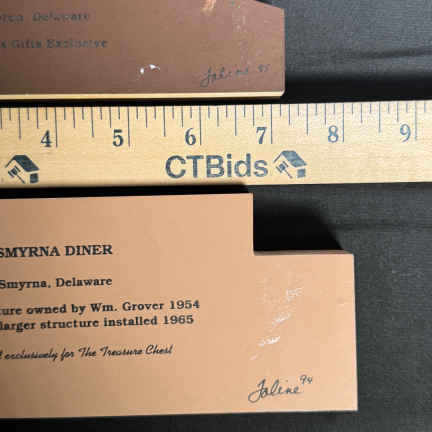 Delaware
Gifts Exclusive
Jaline 95
4 5 6 7 8 9
CTBids
SMYRNA DINER
Smyrna, Delaware
ture owned by Wm. Grover 1954
larger structure installed 1965
exclusively for The Treasure Chest
Jaline 94